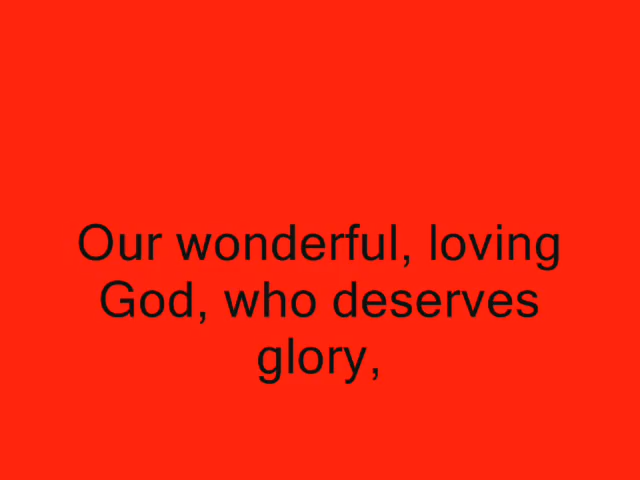 Our wonderful, loving
God, who deserves
glory,